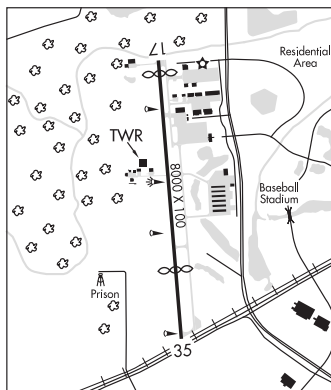 17
Residential
Area
TWR
8000 X 100
Baseball
Stadium
Prison
35